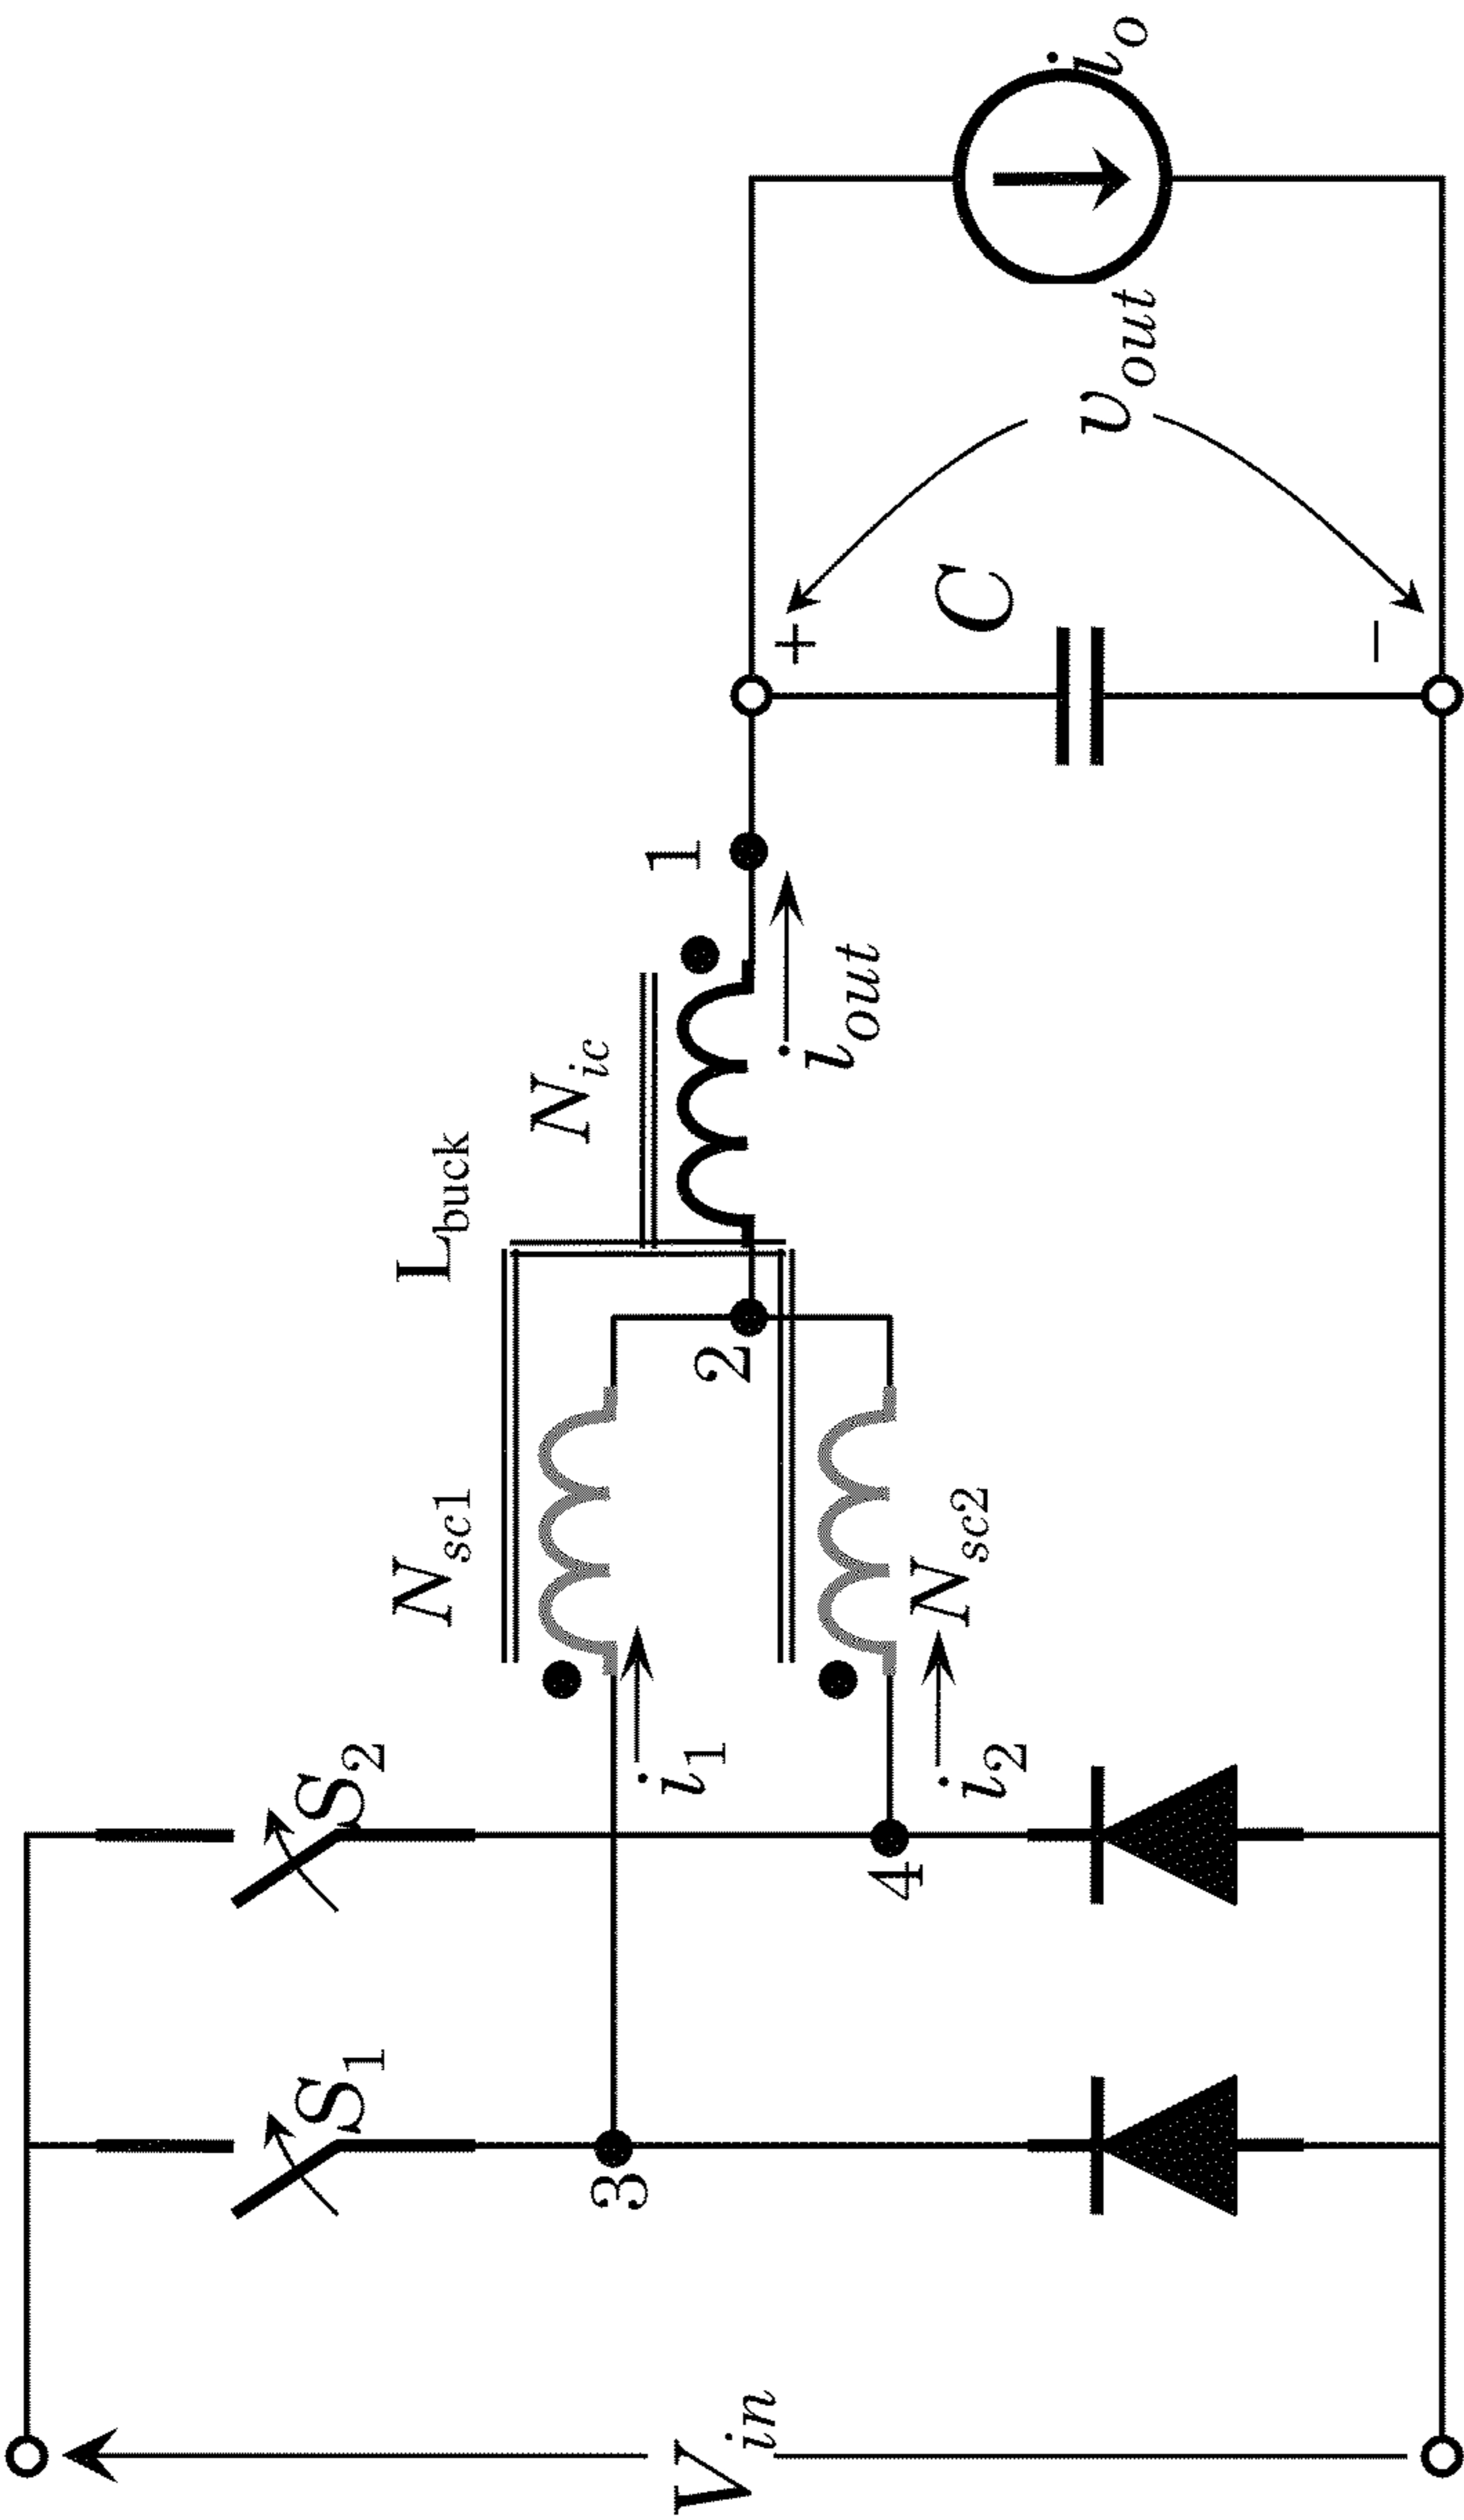 V_in
S_1
S_2
3
4
i_1
i_2
N_sc1
N_sc2
2
L_buck
N_ic
i_out
1
+
−
C
v_out
i_o